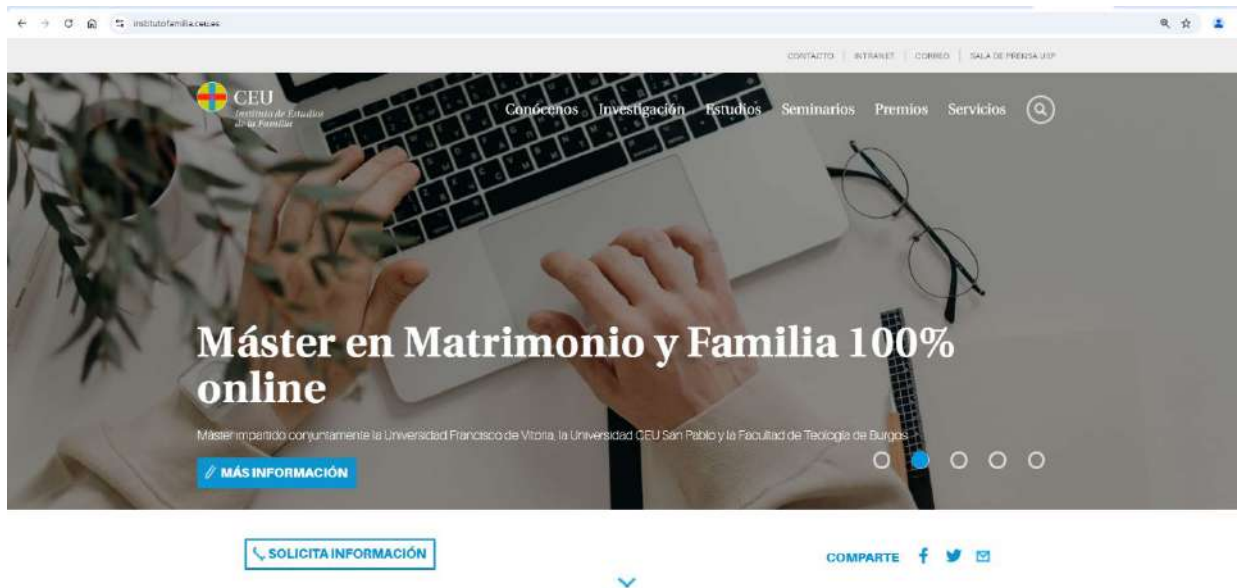 institutofamilia.ceu.es
CONTACTO | INTRANET | CORREO | SALA DE PRENSA USP
CEU
Instituto de Estudios
de la Familia
Conócenos Investigación Estudios Seminarios Premios Servicios
Máster en Matrimonio y Familia 100%
online
Máster impartido conjuntamente la Universidad Francisco de Vitoria, la Universidad CEU San Pablo y la Facultad de Teología de Burgos
MÁS INFORMACIÓN
SOLICITA INFORMACIÓN
COMPARTE